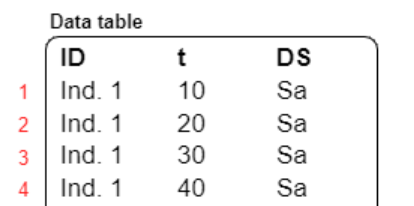 Data table
ID t DS
1 Ind. 1 10 Sa
2 Ind. 1 20 Sa
3 Ind. 1 30 Sa
4 Ind. 1 40 Sa